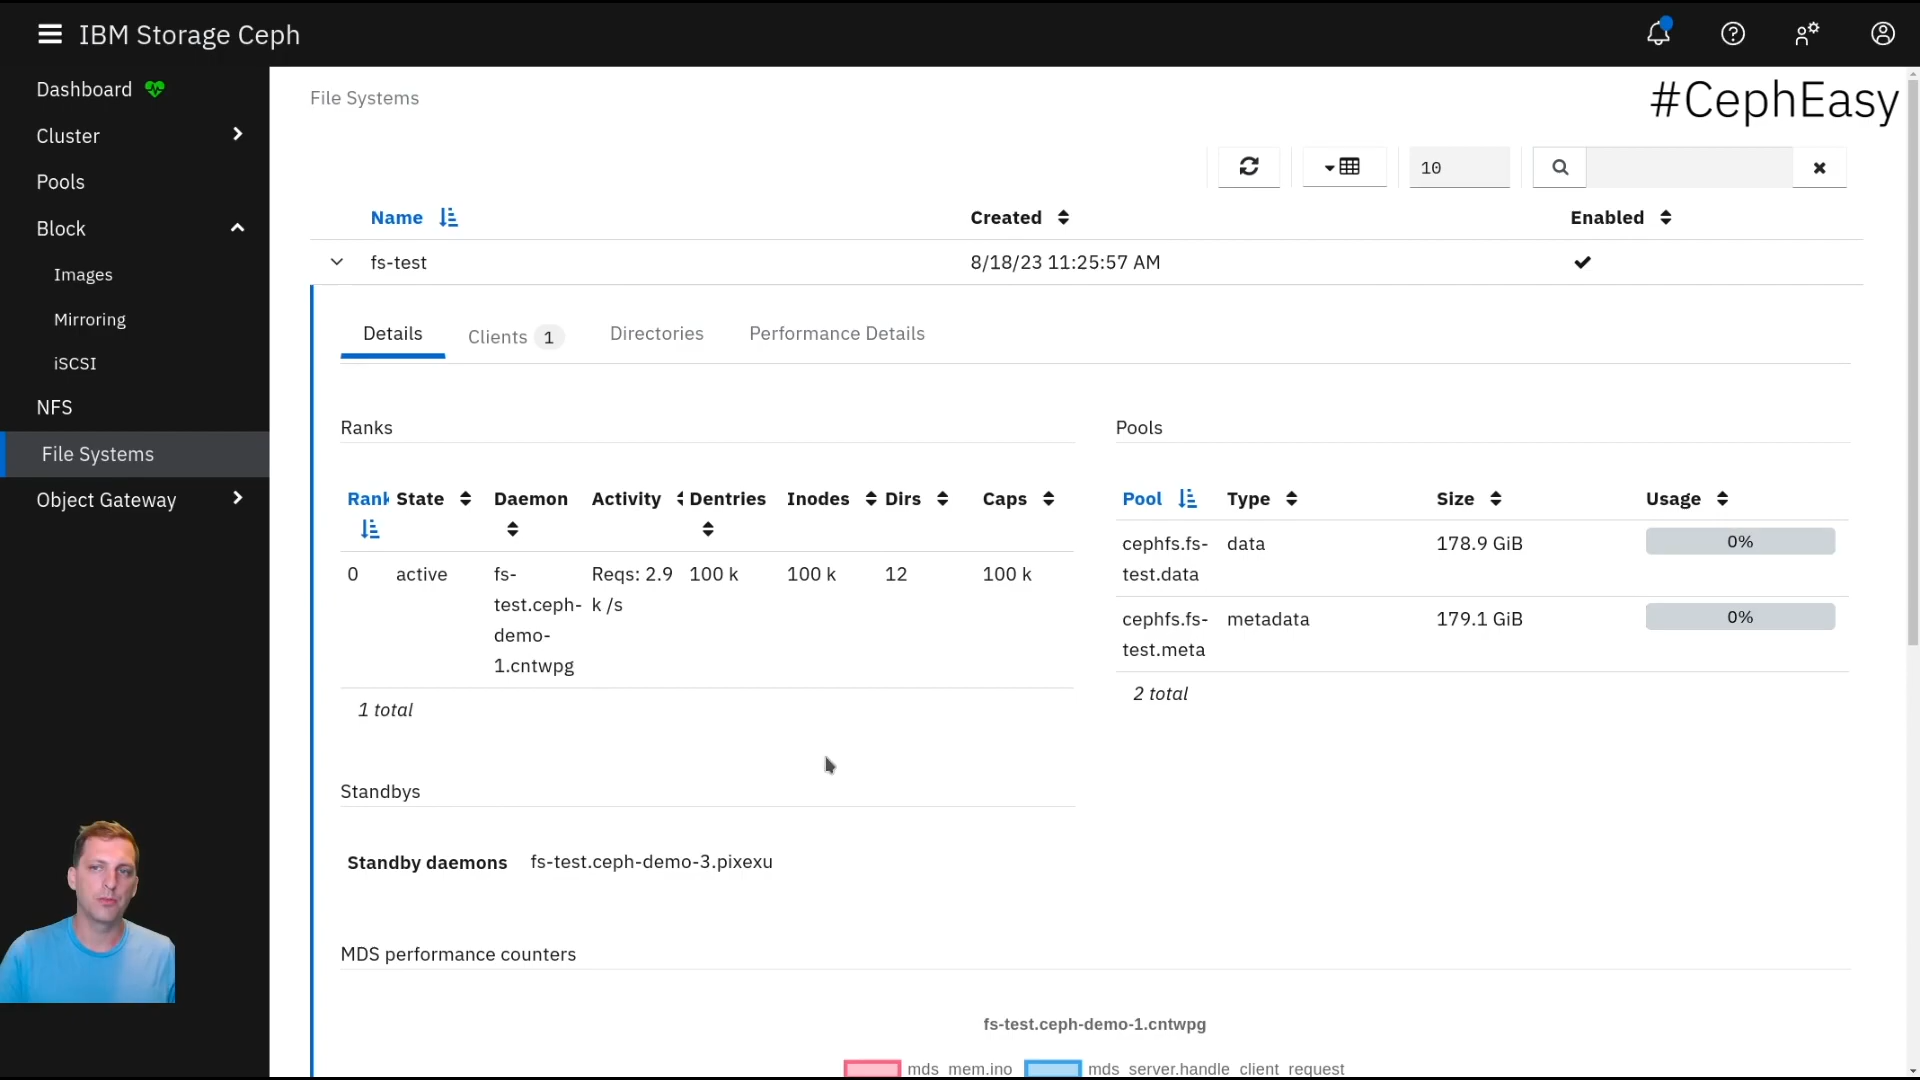 IBM Storage Ceph
Dashboard
Cluster
Pools
Block
Images
Mirroring
iSCSI
NFS
File Systems
Object Gateway
File Systems
#CephEasy
10
Name Created Enabled
fs-test 8/18/23 11:25:57 AM
Details Clients 1 Directories Performance Details
Ranks
Rank State Daemon Activity Dentries Inodes Dirs Caps
0 active fs-test.ceph-demo-1.cntwpg Reqs: 2.9 k /s 100 k 100 k 12 100 k
1 total
Pools
Pool Type Size Usage
cephfs.fs-test.data data 178.9 GiB 0%
cephfs.fs-test.meta metadata 179.1 GiB 0%
2 total
Standbys
Standby daemons fs-test.ceph-demo-3.pixexu
MDS performance counters
fs-test.ceph-demo-1.cntwpg
mds_mem.ino mds_server.handle_client_request